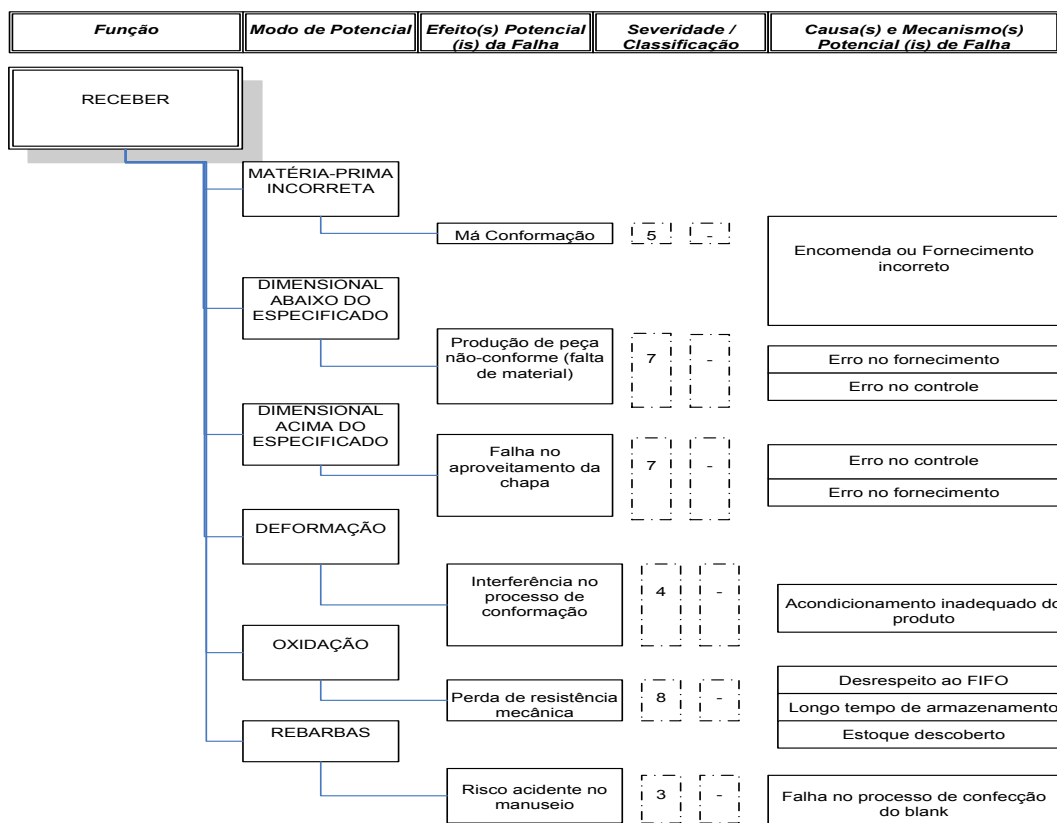 Função
Modo de Potencial
Efeito(s) Potencial
(is) da Falha
Severidade /
Classificação
Causa(s) e Mecanismo(s)
Potencial (is) de Falha
RECEBER
MATÉRIA-PRIMA
INCORRETA
Má Conformação
5
-
Encomenda ou Fornecimento
incorreto
DIMENSIONAL
ABAIXO DO
ESPECIFICADO
Produção de peça
não-conforme (falta
de material)
7
-
Erro no fornecimento
Erro no controle
DIMENSIONAL
ACIMA DO
ESPECIFICADO
Falha no
aproveitamento da
chapa
7
-
Erro no controle
Erro no fornecimento
DEFORMAÇÃO
Interferência no
processo de
conformação
4
-
Acondicionamento inadequado do
produto
OXIDAÇÃO
Perda de resistência
mecânica
8
-
Desrespeito ao FIFO
Longo tempo de armazenamento
Estoque descoberto
REBARBAS
Risco acidente no
manuseio
3
-
Falha no processo de confecção
do blank